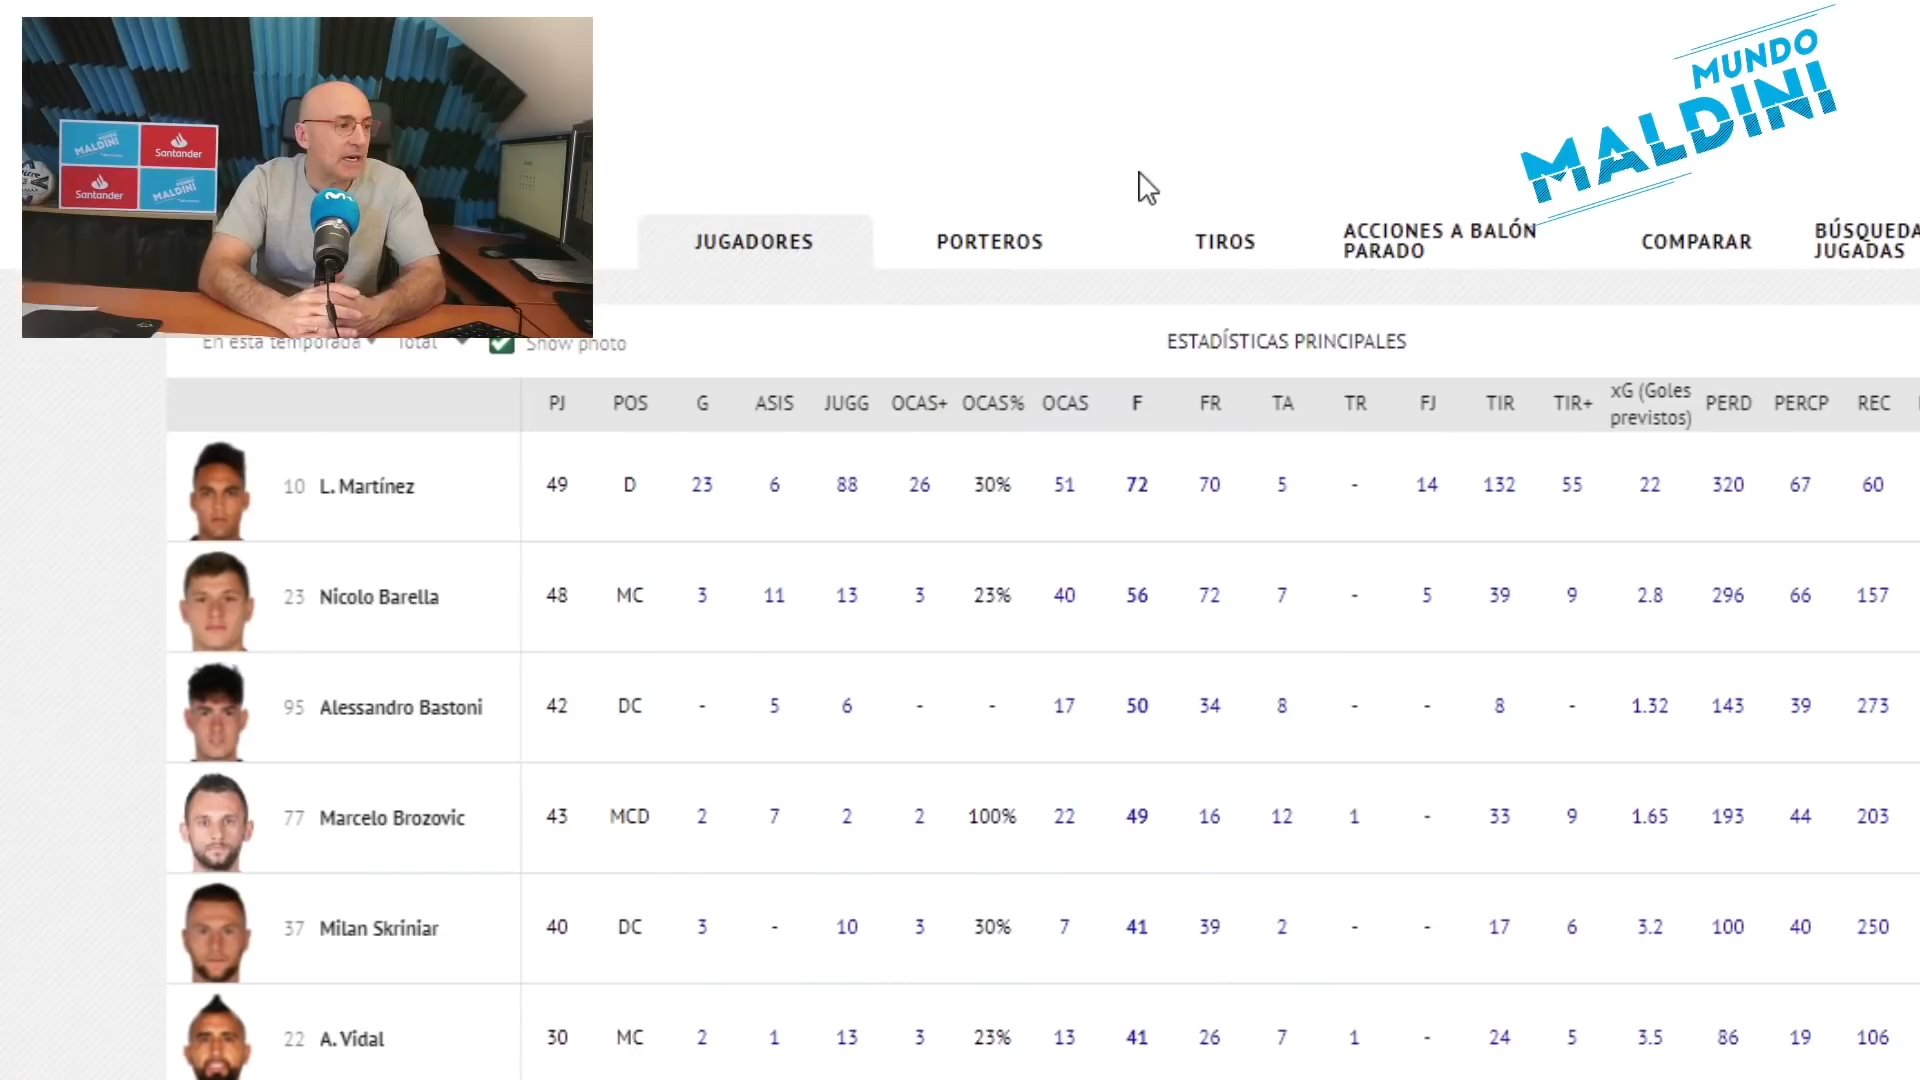 MUNDO
MALDINI
MUNDO
MALDINI
Santander
Santander
MUNDO
MALDINI
JUGADORES PORTEROS TIROS ACCIONES A BALÓN PARADO COMPARAR BÚSQUEDA JUGADAS
En esta temporada Total Show photo ESTADÍSTICAS PRINCIPALES
PJ POS G ASIS JUGG OCAS+ OCAS% OCAS F FR TA TR FJ TIR TIR+ xG (Goles previstos) PERD PERCP REC
10 L. Martínez 49 D 23 6 88 26 30% 51 72 70 5 - 14 132 55 22 320 67 60
23 Nicolo Barella 48 MC 3 11 13 3 23% 40 56 72 7 - 5 39 9 2.8 296 66 157
95 Alessandro Bastoni 42 DC - 5 6 - - 17 50 34 8 - - 8 - 1.32 143 39 273
77 Marcelo Brozovic 43 MCD 2 7 2 2 100% 22 49 16 12 1 - 33 9 1.65 193 44 203
37 Milan Skriniar 40 DC 3 - 10 3 30% 7 41 39 2 - - 17 6 3.2 100 40 250
22 A. Vidal 30 MC 2 1 13 3 23% 13 41 26 7 1 - 24 5 3.5 86 19 106